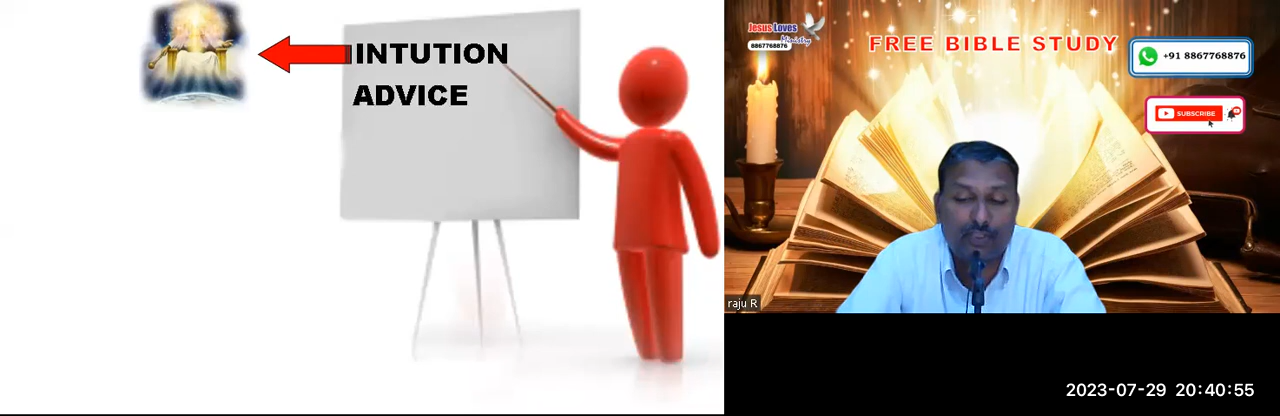 INTUTION
ADVICE
Jesus Loves
Ministry
8867768876
FREE BIBLE STUDY
+91 8867768876
SUBSCRIBE
raju R
2023-07-29 20:40:55